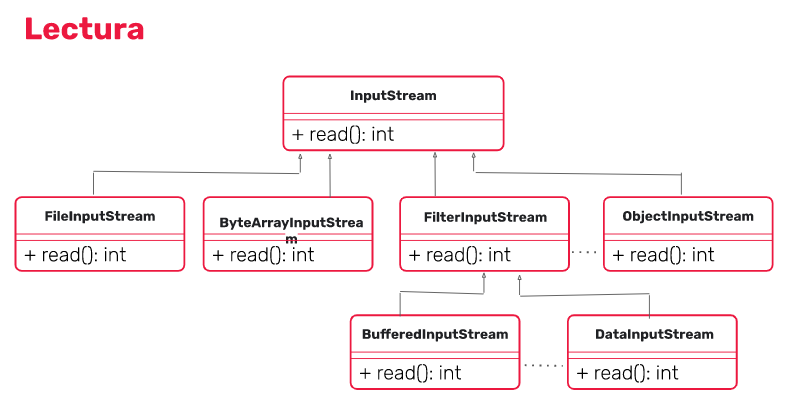 Lectura
InputStream
+ read(): int
FileInputStream
+ read(): int
ByteArrayInputStrea
m
+ read(): int
FilterInputStream
+ read(): int
ObjectInputStream
+ read(): int
BufferedInputStream
+ read(): int
DataInputStream
+ read(): int